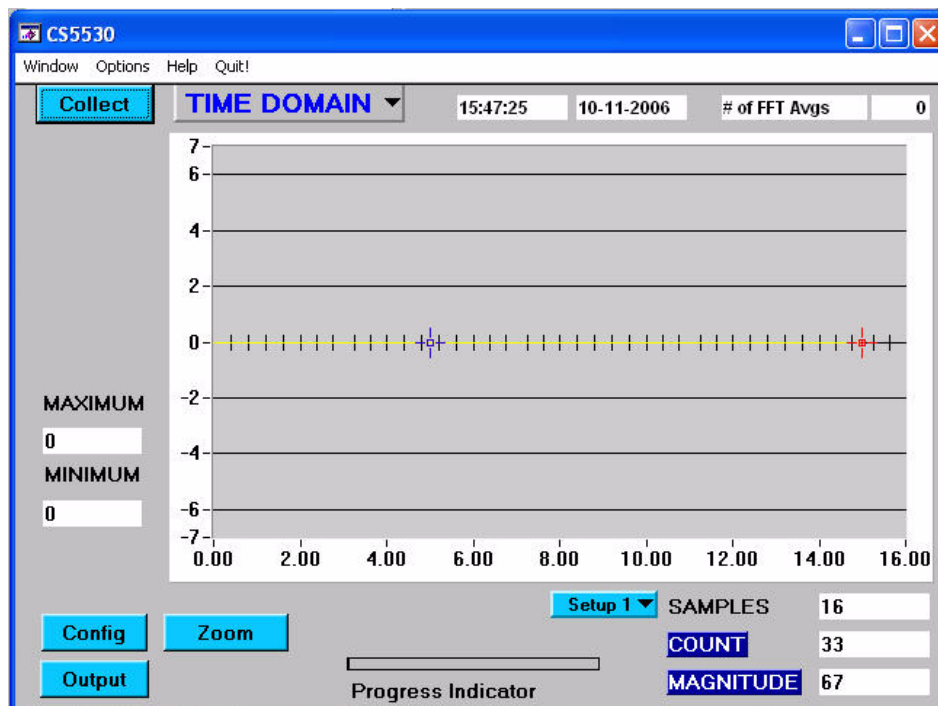 CS5530
Window Options Help Quit!
Collect
TIME DOMAIN
15:47:25
10-11-2006
# of FFT Avgs
0
7
6
4
2
0
-2
-4
-6
-7
0.00 2.00 4.00 6.00 8.00 10.00 12.00 14.00 16.00
MAXIMUM
0
MINIMUM
0
Setup 1
SAMPLES 16
Config
Zoom
COUNT 33
Output
Progress Indicator
MAGNITUDE 67